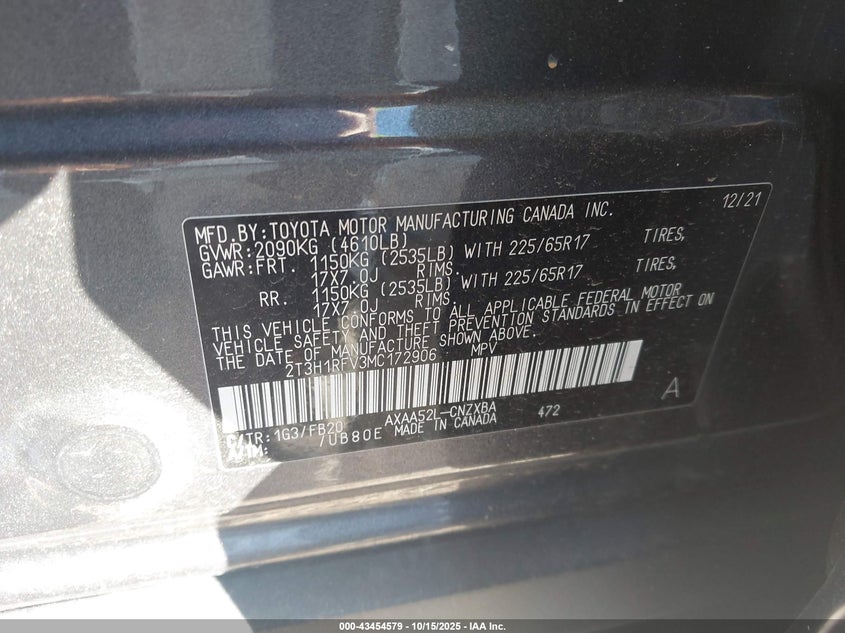 MFD.BY:TOYOTA MOTOR MANUFACTURING CANADA INC. 12/21
GVWR:2090KG (4610LB)
GAWR:FRT. 1150KG (2535LB) WITH 225/65R17 TIRES,
17X7.0J RIMS.
RR. 1150KG (2535LB) WITH 225/65R17 TIRES,
17X7.0J RIMS.
THIS VEHICLE CONFORMS TO ALL APPLICABLE FEDERAL MOTOR
VEHICLE SAFETY AND THEFT PREVENTION STANDARDS IN EFFECT ON
THE DATE OF MANUFACTURE SHOWN ABOVE.
2T3H1RFV3MC172906 MPV
A
C/TR:1G3/FB20 AXAA52L-CNZXBA 472
A/TM: /UB80E MADE IN CANADA
000-43454579 - 10/15/2025 - IAA Inc.